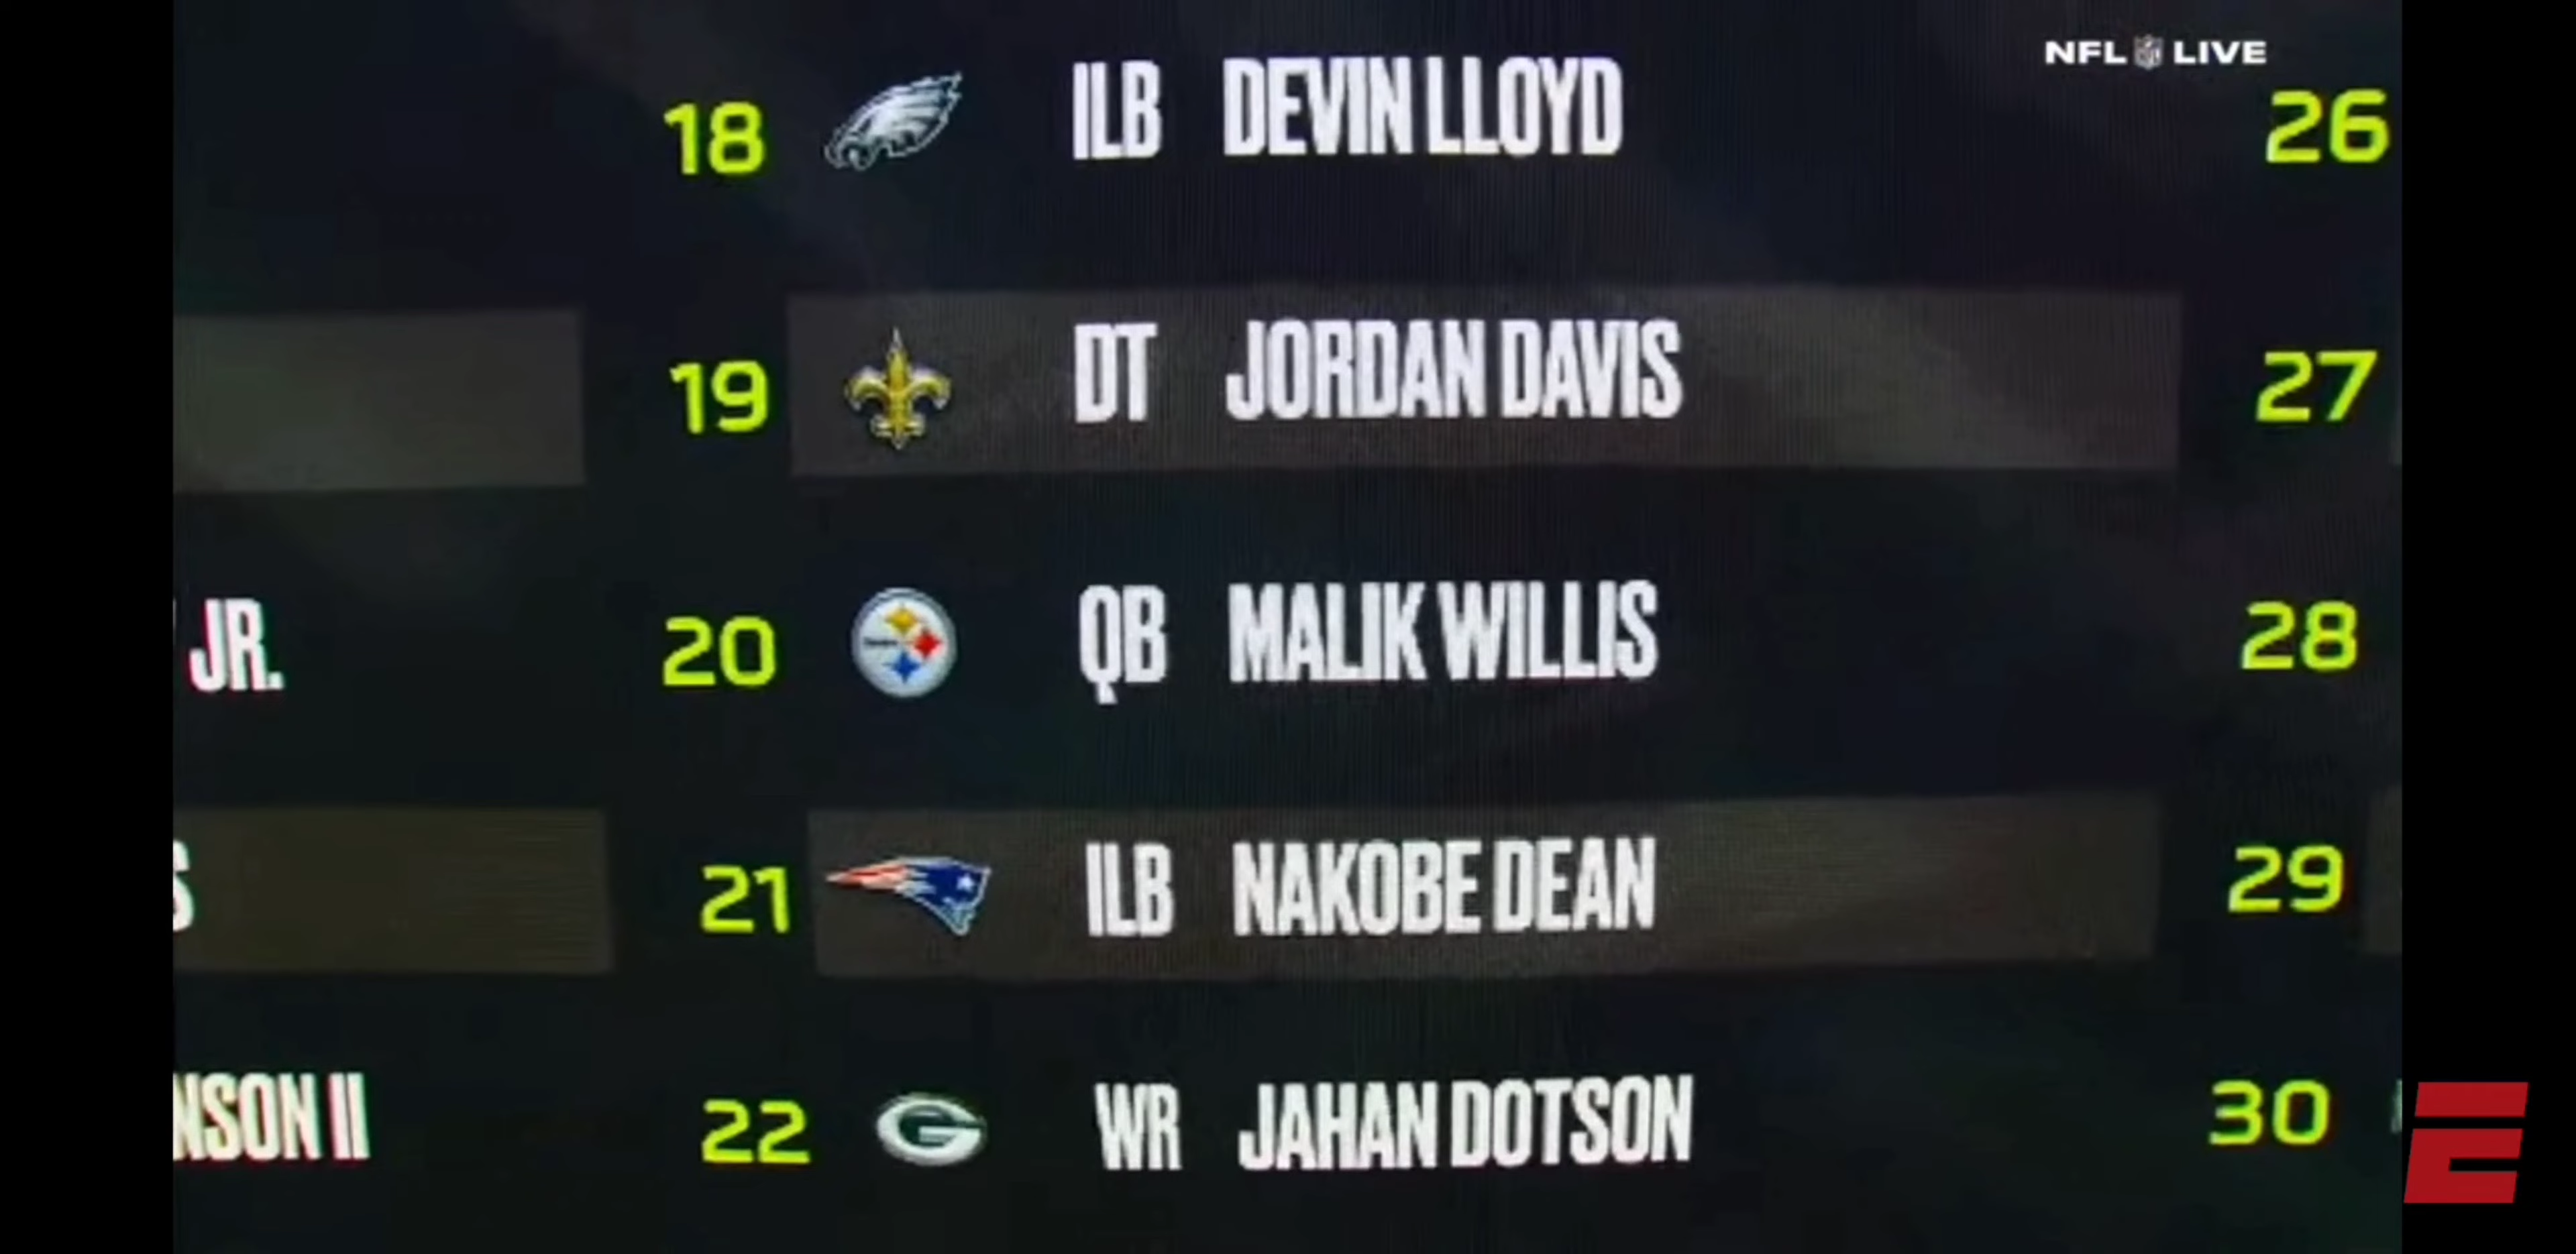 NFL LIVE
18 ILB DEVIN LLOYD 26
19 DT JORDAN DAVIS 27
JR. 20 QB MALIK WILLIS 28
S 21 ILB NAKOBE DEAN 29
NSON II 22 WR JAHAN DOTSON 30